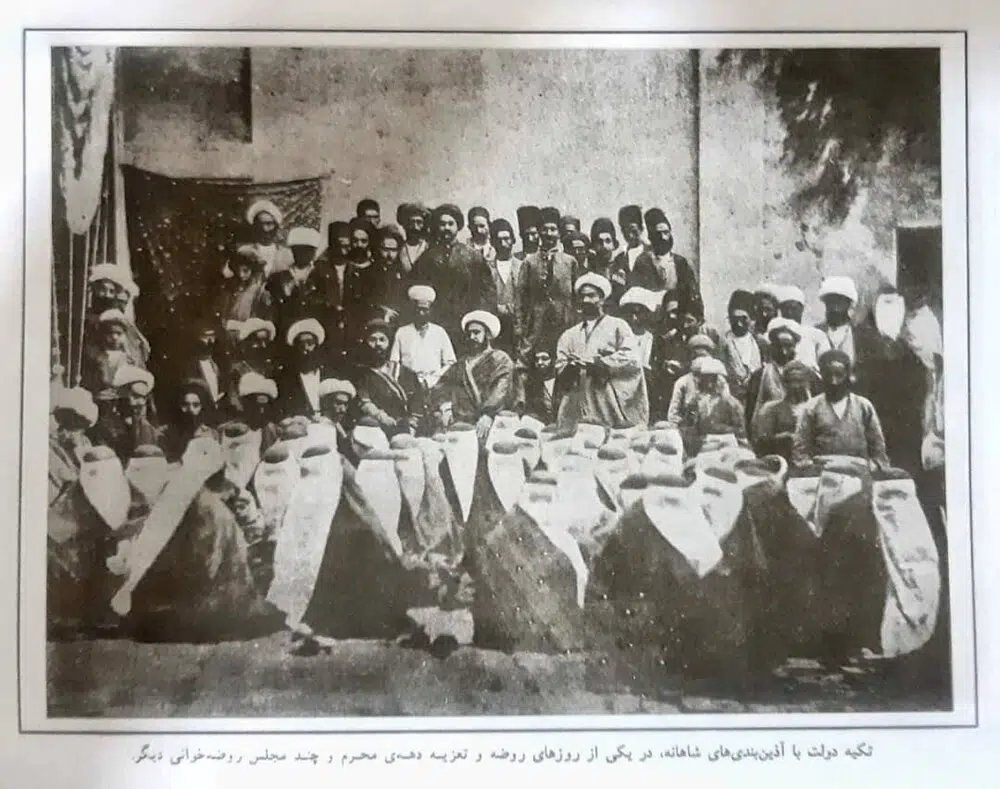 تکیه دولت با آذین‌بندی‌های شاهانه، در یکی از روزهای روضه و تعزیه دهه‌ی محرم و چند مجلس روضه‌خوانی دیگر.